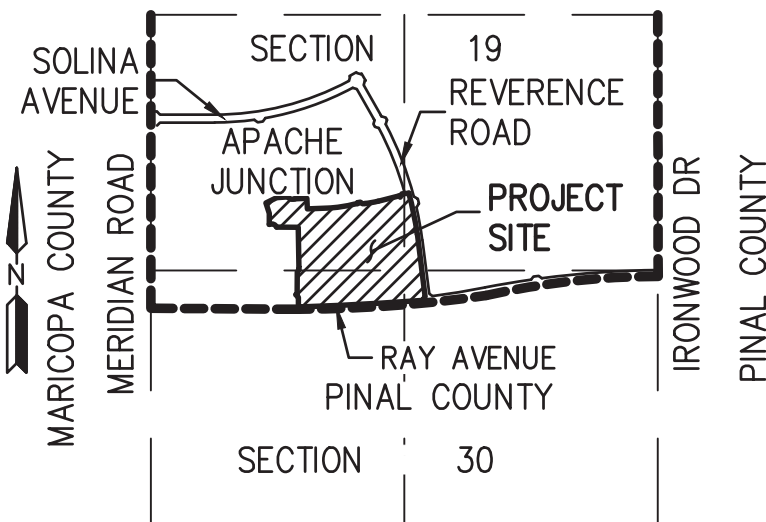 SECTION 19
SOLINA
AVENUE
REVERENCE
ROAD
APACHE
JUNCTION
PROJECT
SITE
N
MARICOPA COUNTY
MERIDIAN ROAD
IRONWOOD DR
PINAL COUNTY
RAY AVENUE
PINAL COUNTY
SECTION 30